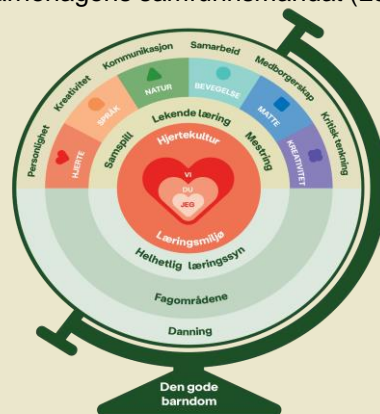 samfunnsmandat
Personlighet
Kreativitet
Kommunikasjon
Samarbeid
Medborgerskap
Kritisk tenkning
HJERTE
SPRÅK
NATUR
BEVEGELSE
MATTE
KREATIVITET
Samspill
Lekende læring
Mestring
Hjertekultur
VI
DU
JEG
Læringsmiljø
Helhetlig læringssyn
Fagområdene
Danning
Den gode
barndom